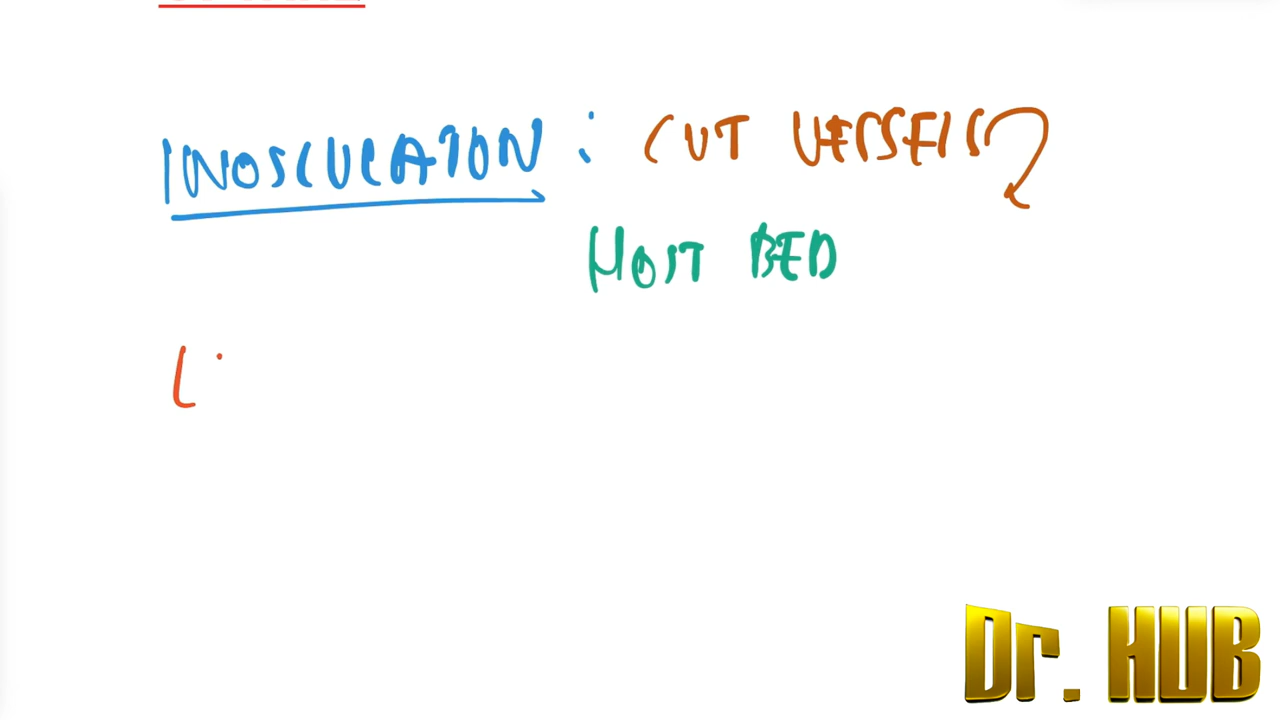 INOSCULATION : CUT VESSELS
HOST BED
Dr. HUB